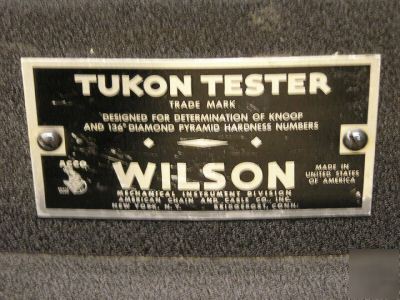 TUKON TESTER
TRADE MARK
DESIGNED FOR DETERMINATION OF KNOOP
AND 136° DIAMOND PYRAMID HARDNESS NUMBERS
ACCO
WILSON
MADE IN
UNITED STATES
OF AMERICA
MECHANICAL INSTRUMENT DIVISION
AMERICAN CHAIN AND CABLE CO., INC.
NEW YORK, N.Y. BRIDGEPORT, CONN.